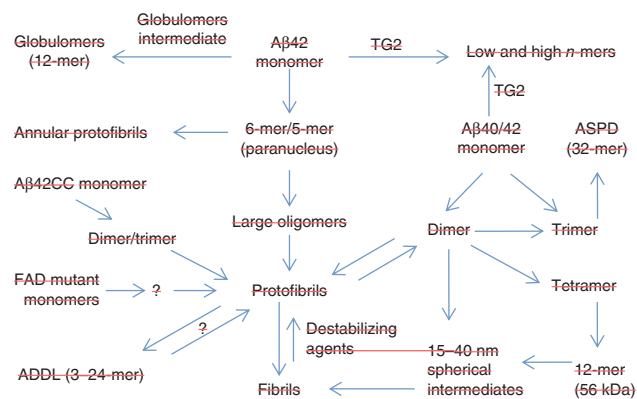 Globulomers
intermediate
Globulomers
(12-mer)
Aβ42
monomer
TG2
Low and high n-mers
TG2
Annular protofibrils
6-mer/5-mer
(paranucleus)
Aβ40/42
monomer
ASPD
(32-mer)
Aβ42CC monomer
Large oligomers
Dimer/trimer
Dimer
Trimer
FAD mutant
monomers
?
Protofibrils
Tetramer
?
Destabilizing
agents
15–40 nm
spherical
intermediates
ADDL (3–24-mer)
Fibrils
12-mer
(56 kDa)